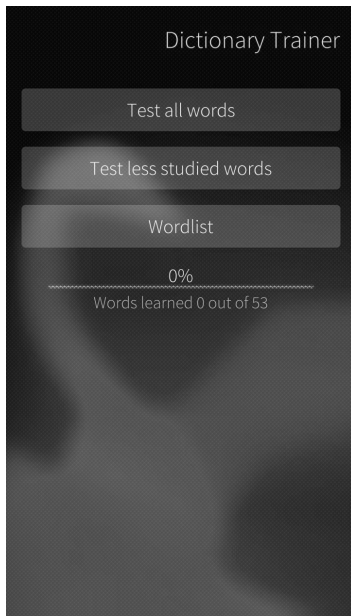 Dictionary Trainer
Test all words
Test less studied words
Wordlist
0%
Words learned 0 out of 53